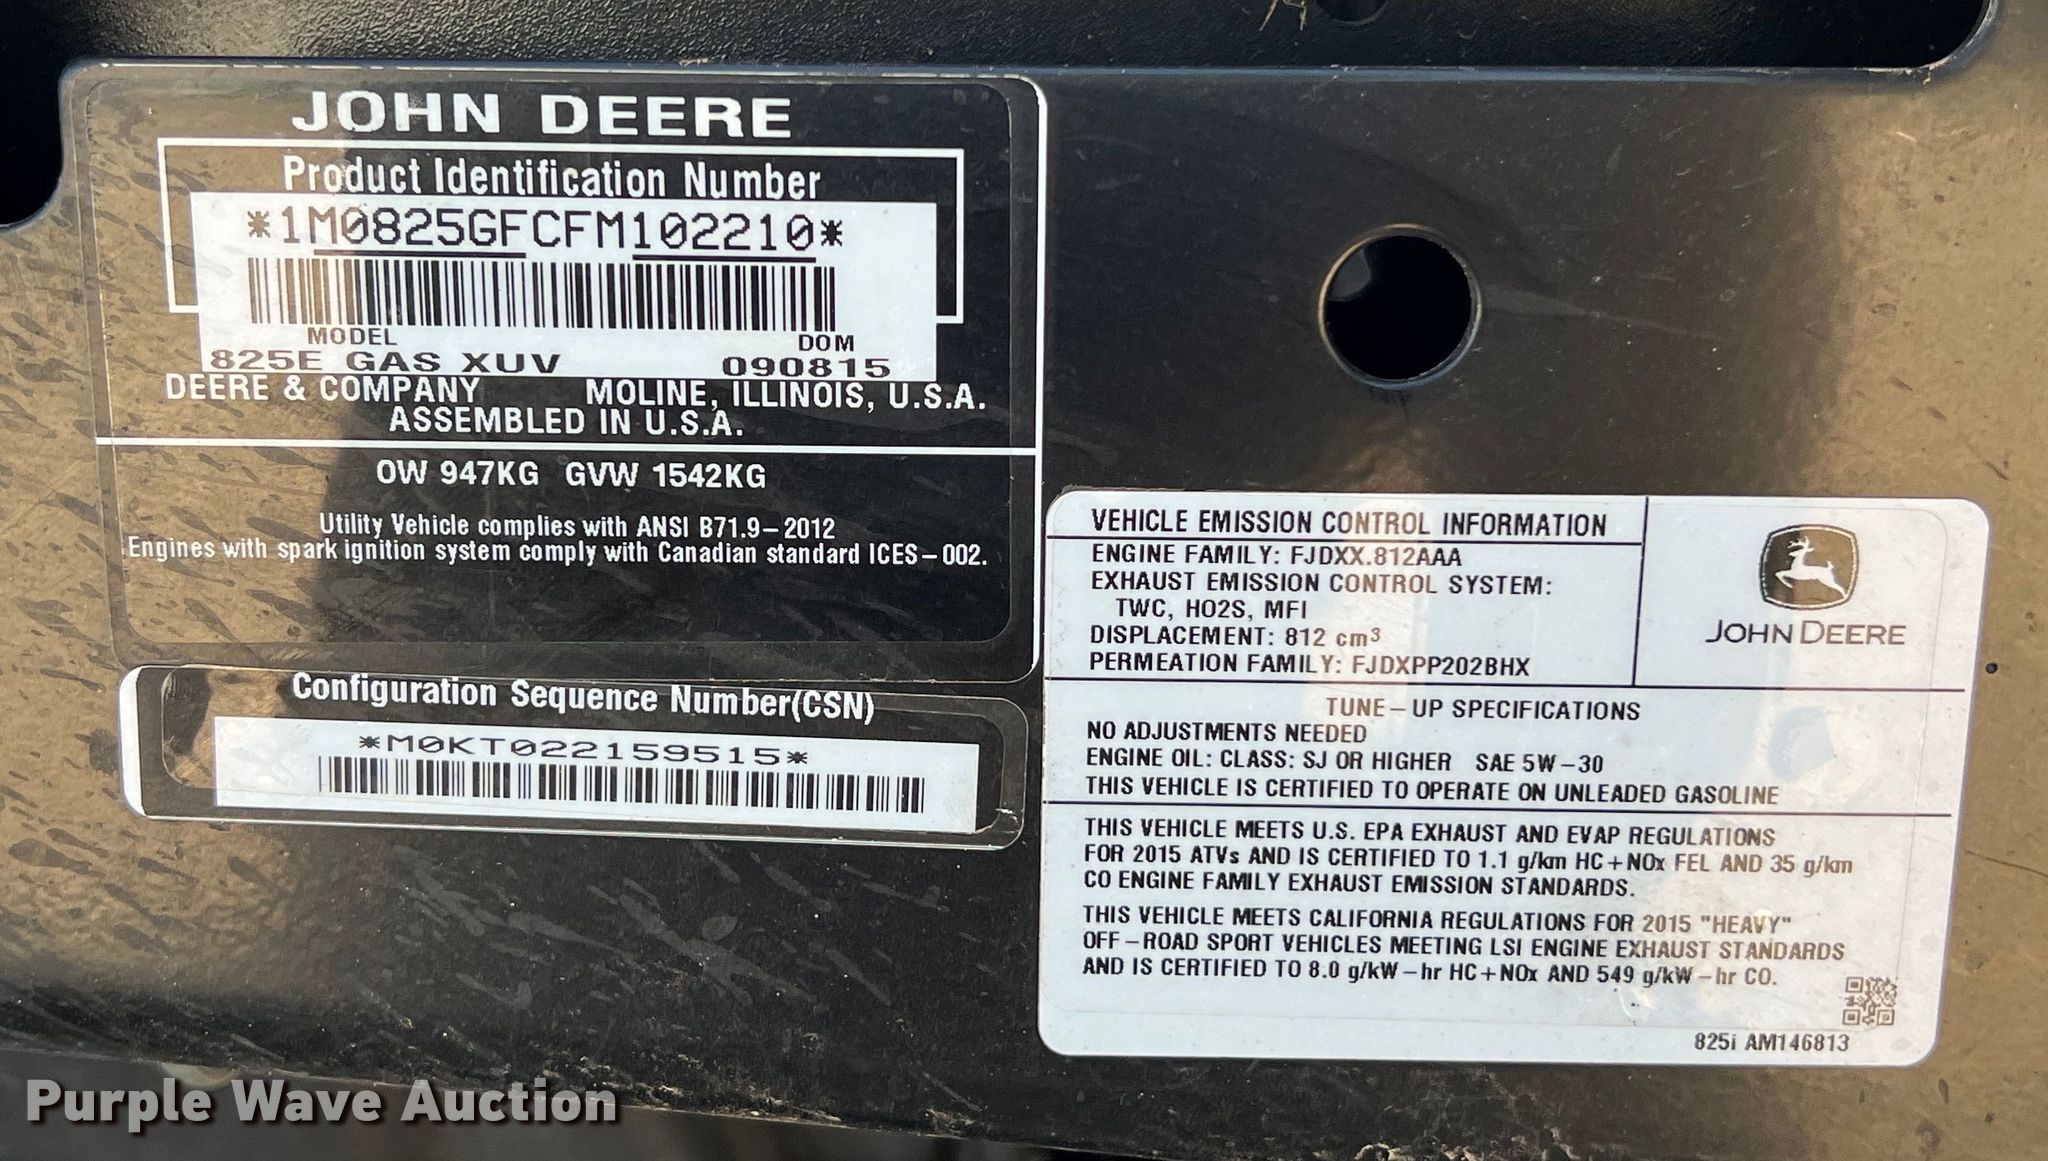 JOHN DEERE
Product Identification Number
*1M0825GFCFM102210*
MODEL DOM
825E GAS XUV 090815
DEERE & COMPANY MOLINE, ILLINOIS, U.S.A.
ASSEMBLED IN U.S.A.
OW 947KG GVW 1542KG
Utility Vehicle complies with ANSI B71.9-2012
Engines with spark ignition system comply with Canadian standard ICES-002.
Configuration Sequence Number(CSN)
*M0KT022159515*
VEHICLE EMISSION CONTROL INFORMATION
ENGINE FAMILY: FJDXX.812AAA
EXHAUST EMISSION CONTROL SYSTEM:
TWC, HO2S, MFI
DISPLACEMENT: 812 cm³
PERMEATION FAMILY: FJDXPP202BHX
JOHN DEERE
TUNE-UP SPECIFICATIONS
NO ADJUSTMENTS NEEDED
ENGINE OIL: CLASS: SJ OR HIGHER SAE 5W-30
THIS VEHICLE IS CERTIFIED TO OPERATE ON UNLEADED GASOLINE
THIS VEHICLE MEETS U.S. EPA EXHAUST AND EVAP REGULATIONS
FOR 2015 ATVs AND IS CERTIFIED TO 1.1 g/km HC+NOx FEL AND 35 g/km
CO ENGINE FAMILY EXHAUST EMISSION STANDARDS.
THIS VEHICLE MEETS CALIFORNIA REGULATIONS FOR 2015 "HEAVY"
OFF-ROAD SPORT VEHICLES MEETING LSI ENGINE EXHAUST STANDARDS
AND IS CERTIFIED TO 8.0 g/kW-hr HC+NOx AND 549 g/kW-hr CO.
825i AM146813
Purple Wave Auction